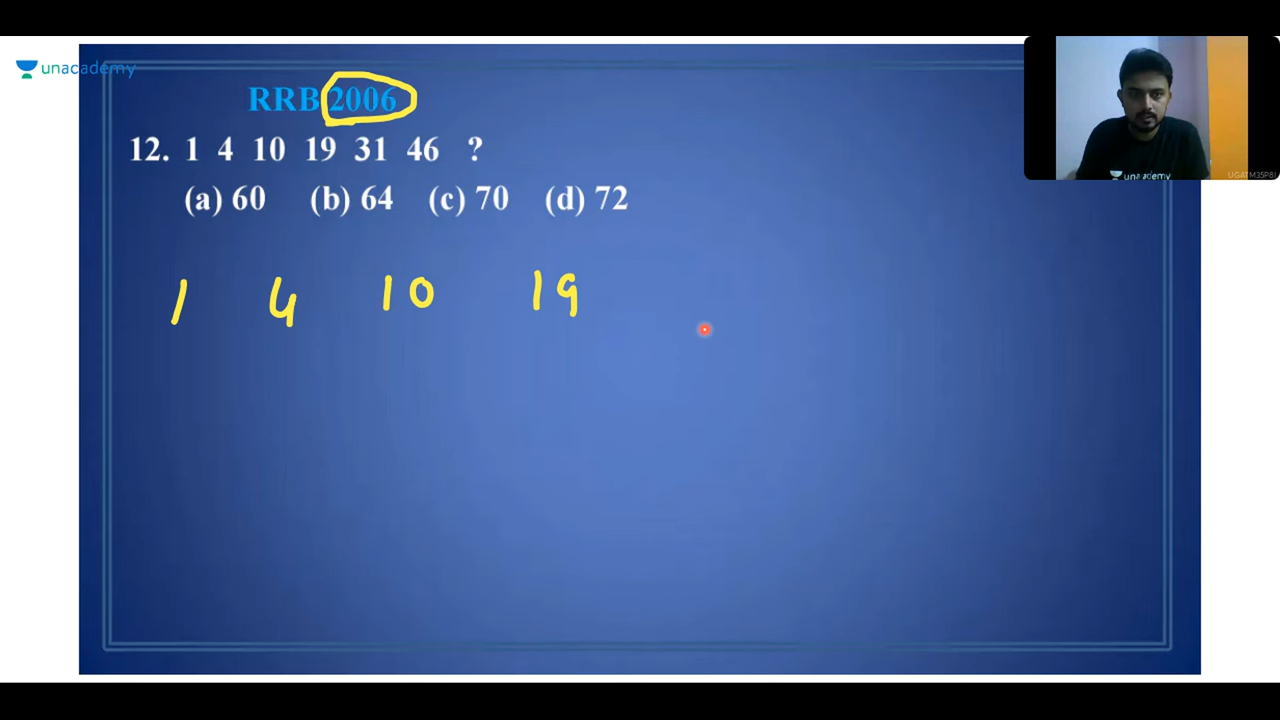 unacademy
RRB 2006
12. 1 4 10 19 31 46 ?
(a) 60 (b) 64 (c) 70 (d) 72
1 4 10 19
unacademy
UGATM35P8I